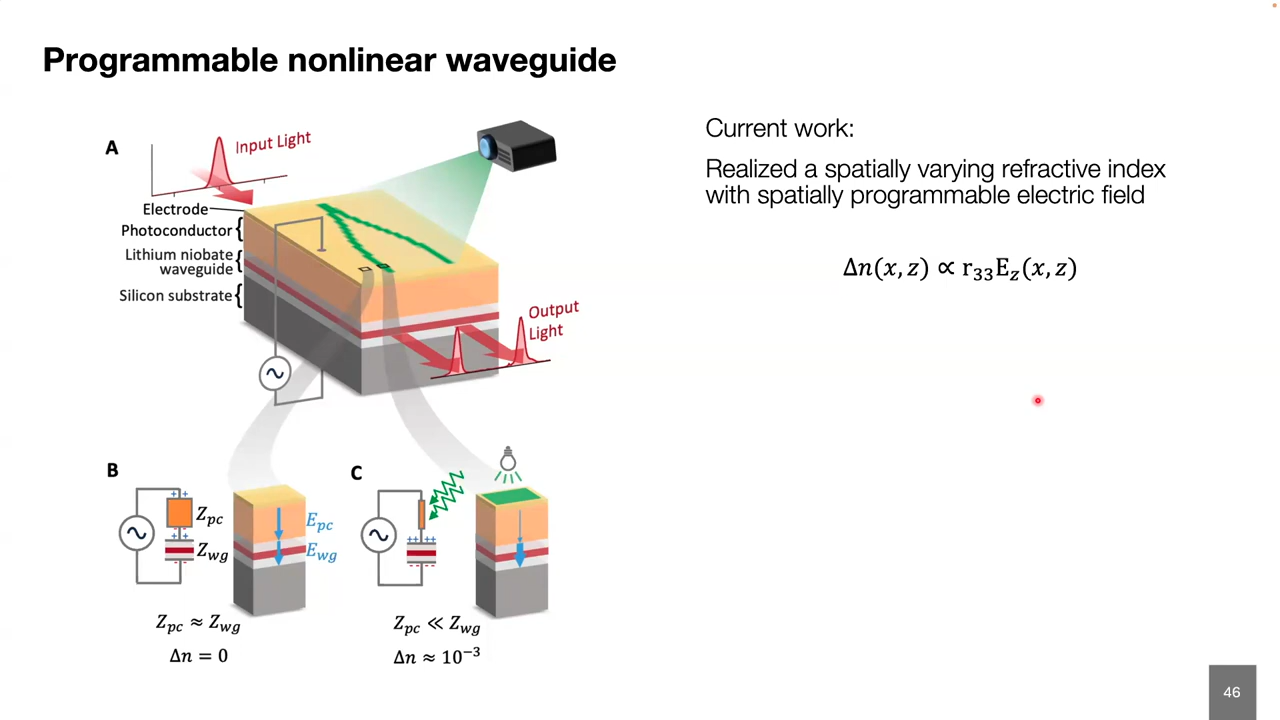 Programmable nonlinear waveguide
A
Input Light
Electrode
Photoconductor
Lithium niobate
waveguide
Silicon substrate
Output
Light
B
Z_pc
Z_wg
E_pc
E_wg
Z_pc ≈ Z_wg
Δn = 0
C
Z_pc ≪ Z_wg
Δn ≈ 10⁻³
Current work:
Realized a spatially varying refractive index
with spatially programmable electric field
Δn(x, z) ∝ r₃₃E_z(x, z)
46